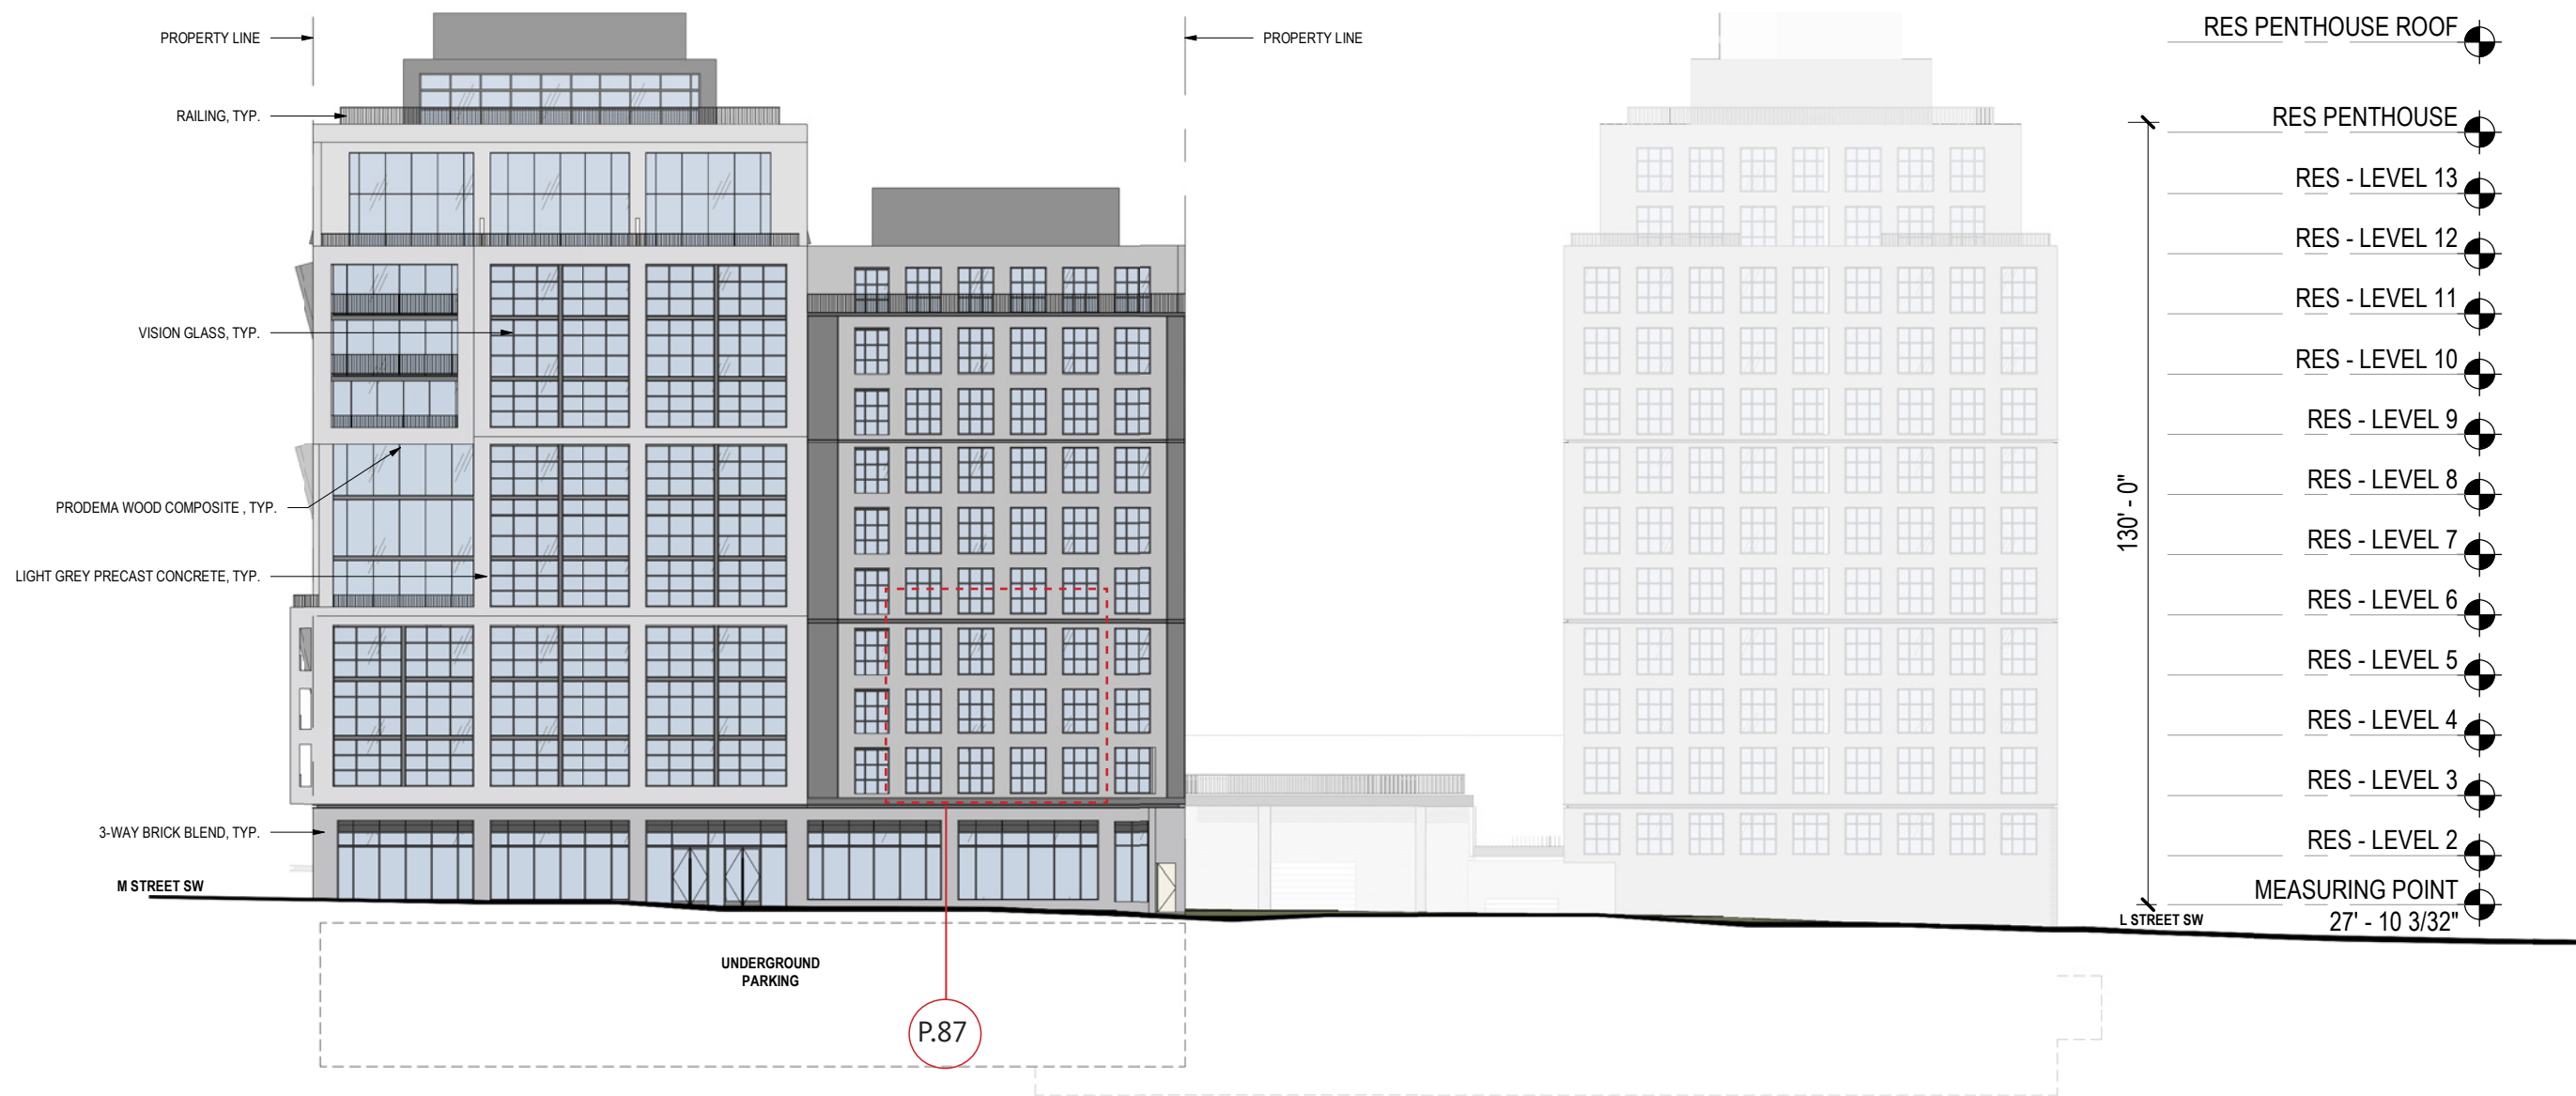 PROPERTY LINE
PROPERTY LINE
RAILING, TYP.
VISION GLASS, TYP.
PRODEMA WOOD COMPOSITE , TYP.
LIGHT GREY PRECAST CONCRETE, TYP.
3-WAY BRICK BLEND, TYP.
M STREET SW
UNDERGROUND
PARKING
P.87
L STREET SW
130' - 0"
RES PENTHOUSE ROOF
RES PENTHOUSE
RES - LEVEL 13
RES - LEVEL 12
RES - LEVEL 11
RES - LEVEL 10
RES - LEVEL 9
RES - LEVEL 8
RES - LEVEL 7
RES - LEVEL 6
RES - LEVEL 5
RES - LEVEL 4
RES - LEVEL 3
RES - LEVEL 2
MEASURING POINT
27' - 10 3/32"